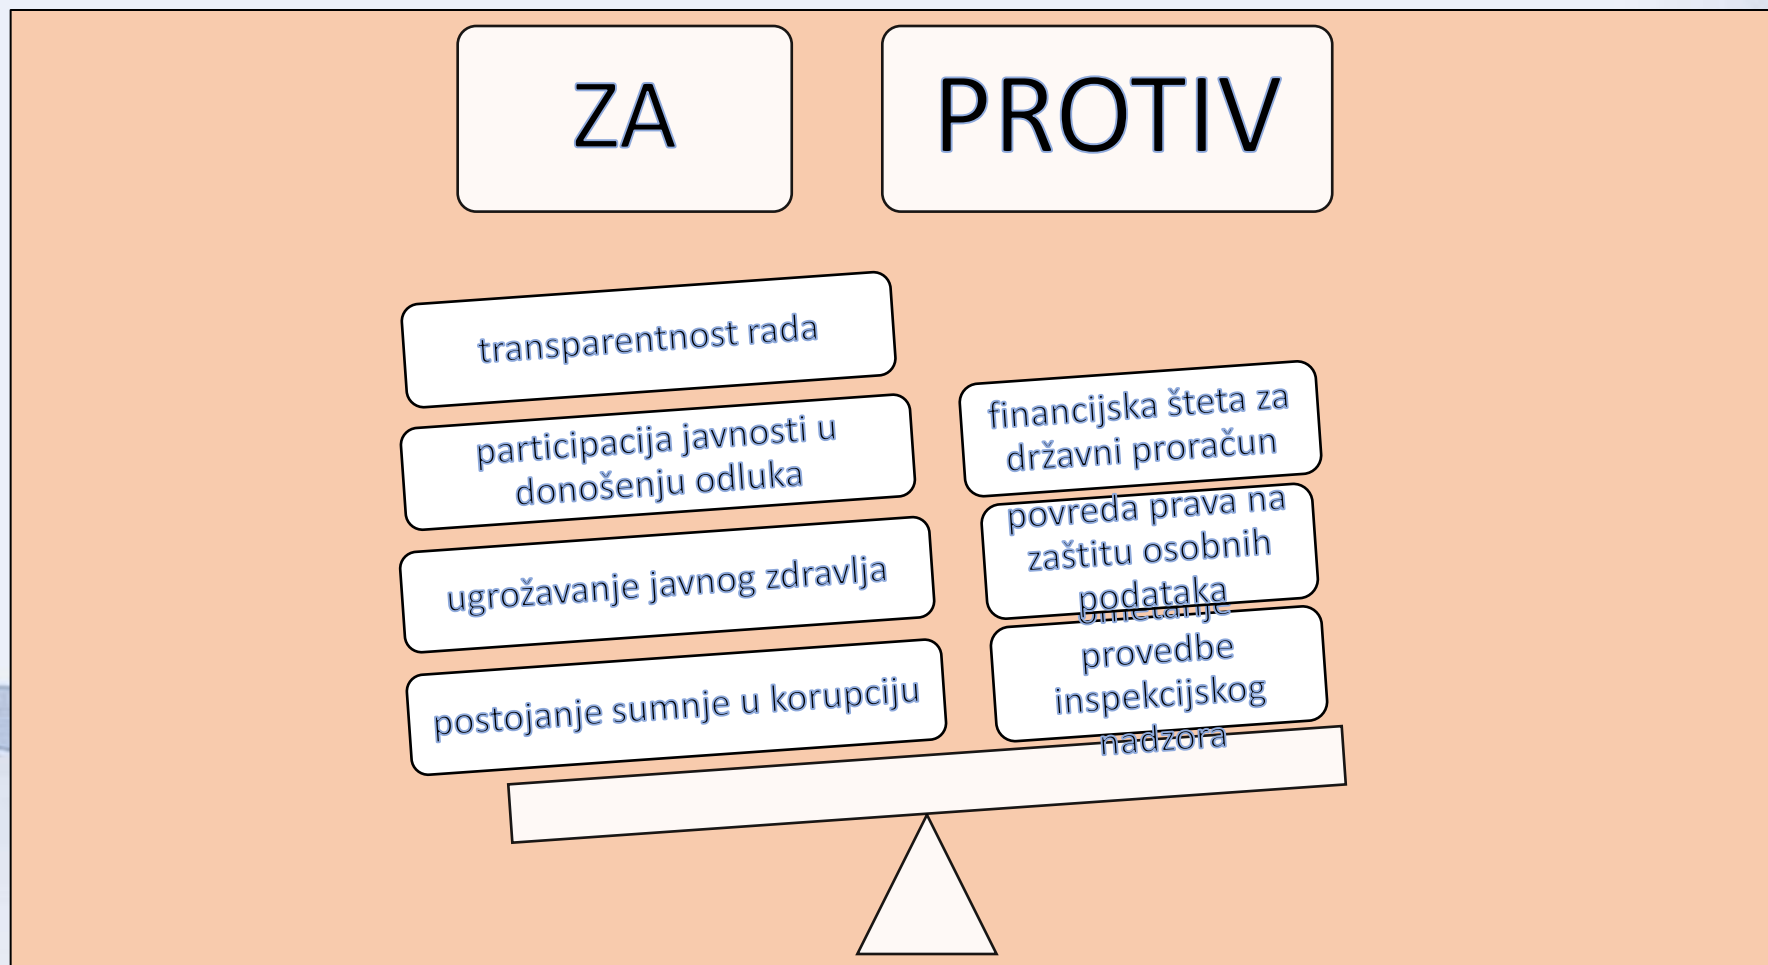 ZA
PROTIV
transparentnost rada
participacija javnosti u
donošenju odluka
ugrožavanje javnog zdravlja
postojanje sumnje u korupciju
financijska šteta za
državni proračun
povreda prava na
zaštitu osobnih
podataka
ometanje
provedbe
inspekcijskog
nadzora